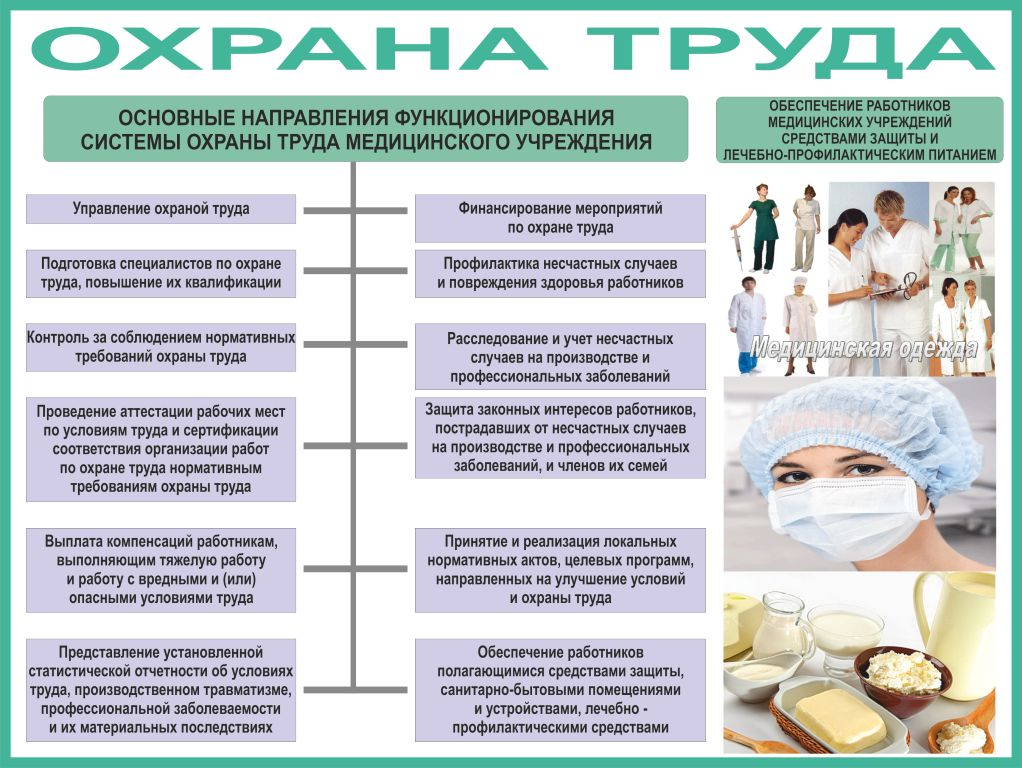 ОХРАНА ТРУДА
ОСНОВНЫЕ НАПРАВЛЕНИЯ ФУНКЦИОНИРОВАНИЯ
СИСТЕМЫ ОХРАНЫ ТРУДА МЕДИЦИНСКОГО УЧРЕЖДЕНИЯ
Управление охраной труда
Подготовка специалистов по охране
труда, повышение их квалификации
Контроль за соблюдением нормативных
требований охраны труда
Проведение аттестации рабочих мест
по условиям труда и сертификации
соответствия организации работ
по охране труда нормативным
требованиям охраны труда
Выплата компенсаций работникам,
выполняющим тяжелую работу
и работу с вредными и (или)
опасными условиями труда
Представление установленной
статистической отчетности об условиях
труда, производственном травматизме,
профессиональной заболеваемости
и их материальных последствиях
Финансирование мероприятий
по охране труда
Профилактика несчастных случаев
и повреждения здоровья работников
Расследование и учет несчастных
случаев на производстве и
профессиональных заболеваний
Защита законных интересов работников,
пострадавших от несчастных случаев
на производстве и профессиональных
заболеваний, и членов их семей
Принятие и реализация локальных
нормативных актов, целевых программ,
направленных на улучшение условий
и охраны труда
Обеспечение работников
полагающимися средствами защиты,
санитарно-бытовыми помещениями
и устройствами, лечебно -
профилактическими средствами
ОБЕСПЕЧЕНИЕ РАБОТНИКОВ
МЕДИЦИНСКИХ УЧРЕЖДЕНИЙ
СРЕДСТВАМИ ЗАЩИТЫ И
ЛЕЧЕБНО-ПРОФИЛАКТИЧЕСКИМ ПИТАНИЕМ
Медицинская одежда